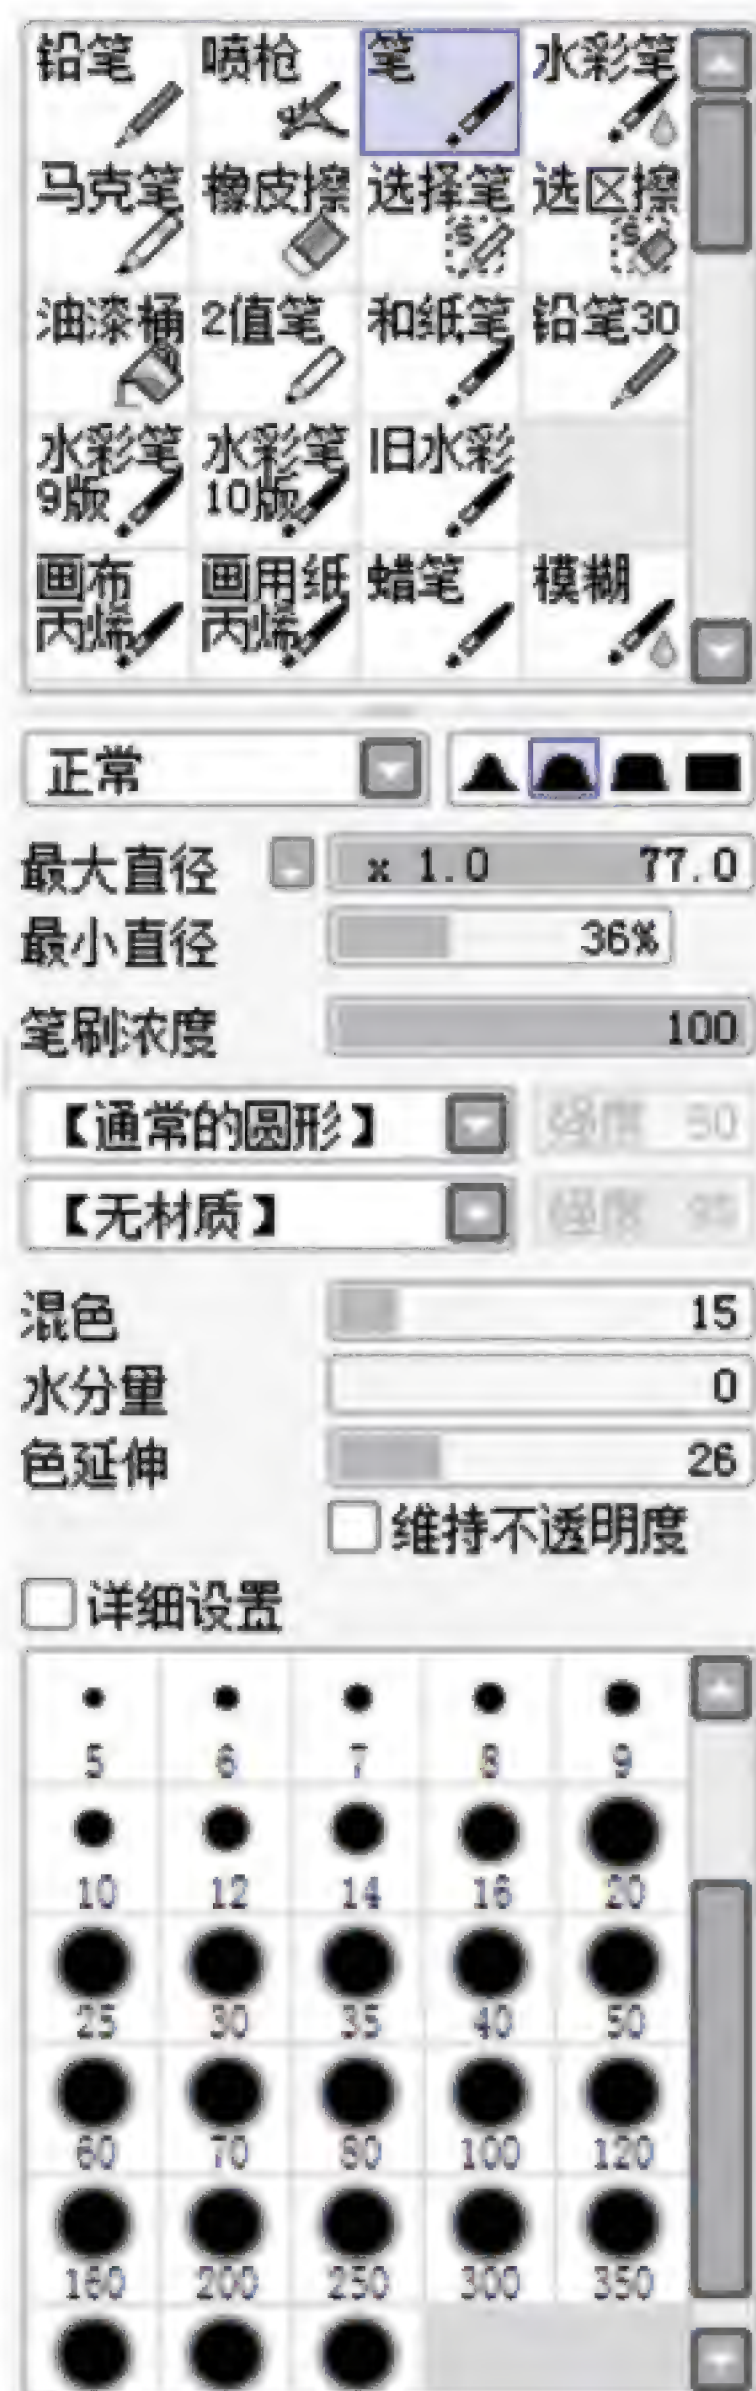 铅笔 喷枪 笔 水彩笔
马克笔 橡皮擦 选择笔 选区擦
油漆桶 2值笔 和纸笔 铅笔30
水彩笔 水彩笔 旧水彩
9版 10版
画布 画用纸 蜡笔 模糊
丙烯 丙烯
正常
最大直径 x 1.0 77.0
最小直径 36%
笔刷浓度 100
【通常的圆形】 强度 50
【无材质】 强度 95
混色 15
水分量 0
色延伸 26
维持不透明度
详细设置
5 6 7 8 9
10 12 14 16 20
25 30 35 40 50
60 70 80 100 120
160 200 250 300 350